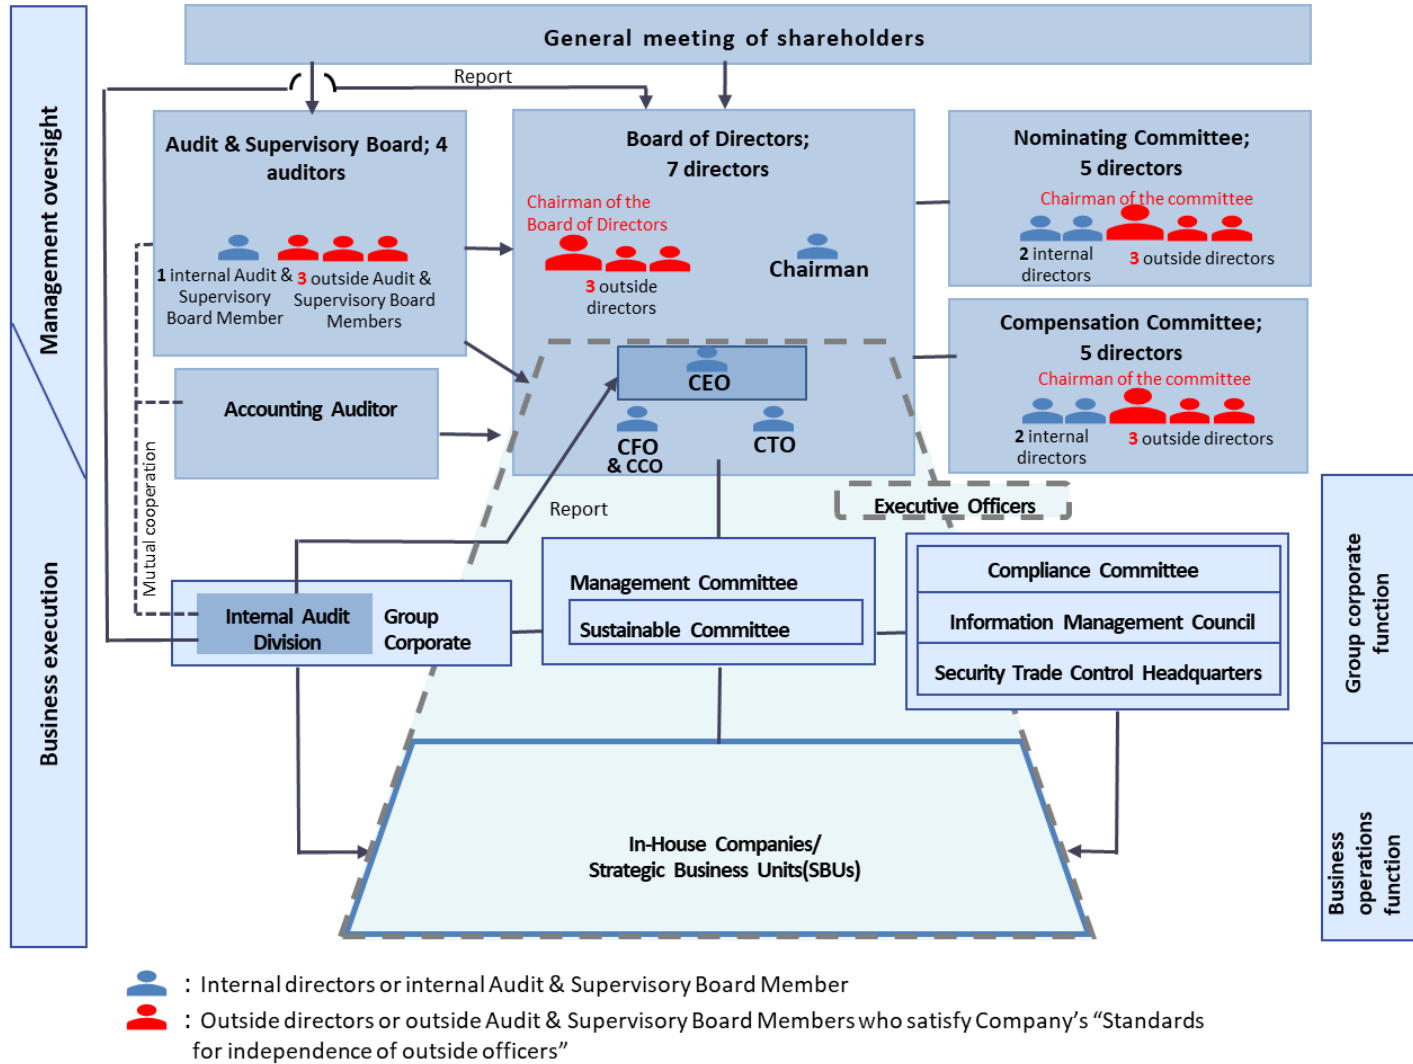 General meeting of shareholders
Report
Management oversight
Audit & Supervisory Board; 4
auditors
1 internal Audit &
Supervisory
Board Member
3 outside Audit &
Supervisory Board
Members
Board of Directors;
7 directors
Chairman of the
Board of Directors
3 outside
directors
Chairman
Nominating Committee;
5 directors
Chairman of the committee
2 internal
directors
3 outside directors
Compensation Committee;
5 directors
Chairman of the committee
2 internal
directors
3 outside directors
CEO
CFO
& CCO
CTO
Accounting Auditor
Mutual cooperation
Report
Executive Officers
Business execution
Internal Audit
Division
Group
Corporate
Management Committee
Sustainable Committee
Compliance Committee
Information Management Council
Security Trade Control Headquarters
Group corporate
function
In-House Companies/
Strategic Business Units(SBUs)
Business
operations
function
: Internal directors or internal Audit & Supervisory Board Member
: Outside directors or outside Audit & Supervisory Board Members who satisfy Company’s “Standards
for independence of outside officers”